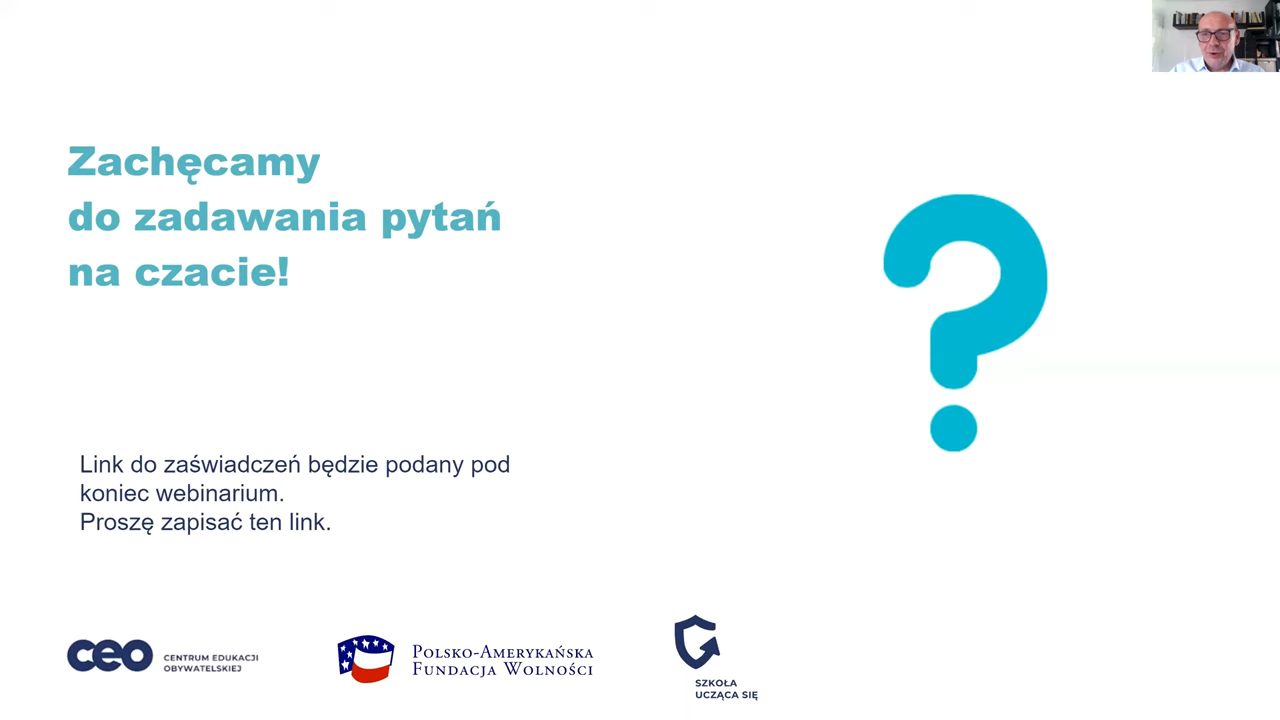 Zachęcamy
do zadawania pytań
na czacie!
Link do zaświadczeń będzie podany pod
koniec webinarium.
Proszę zapisać ten link.
ceo
CENTRUM EDUKACJI
OBYWATELSKIEJ
POLSKO-AMERYKAŃSKA
FUNDACJA WOLNOŚCI
SZKOŁA
UCZĄCA SIĘ